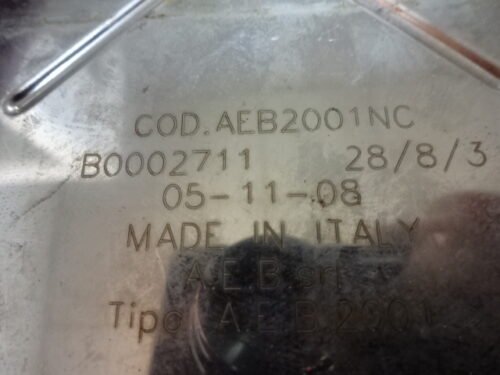 COD. AEB2001NC
B0002711 28/8/3
05-11-08
MADE IN ITALY
A.E.B. srl
Tipo A.E.B. 2001